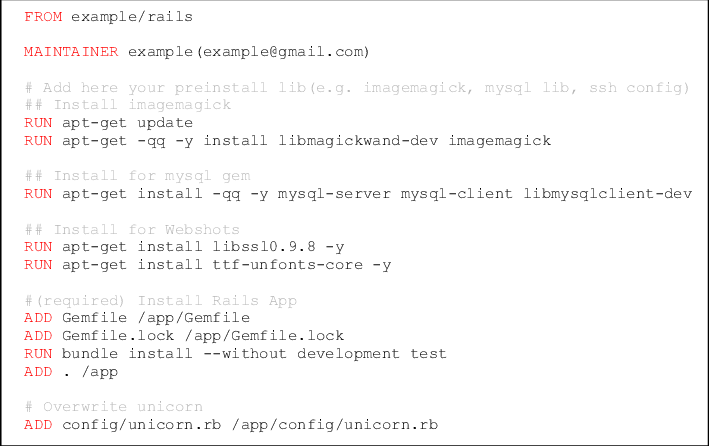 FROM example/rails
MAINTAINER example(example@gmail.com)
# Add here your preinstall lib(e.g. imagemagick, mysql lib, ssh config)
## Install imagemagick
RUN apt-get update
RUN apt-get -qq -y install libmagickwand-dev imagemagick
## Install for mysql gem
RUN apt-get install -qq -y mysql-server mysql-client libmysqlclient-dev
## Install for Webshots
RUN apt-get install libssl0.9.8 -y
RUN apt-get install ttf-unfonts-core -y
#(required) Install Rails App
ADD Gemfile /app/Gemfile
ADD Gemfile.lock /app/Gemfile.lock
RUN bundle install --without development test
ADD . /app
# Overwrite unicorn
ADD config/unicorn.rb /app/config/unicorn.rb